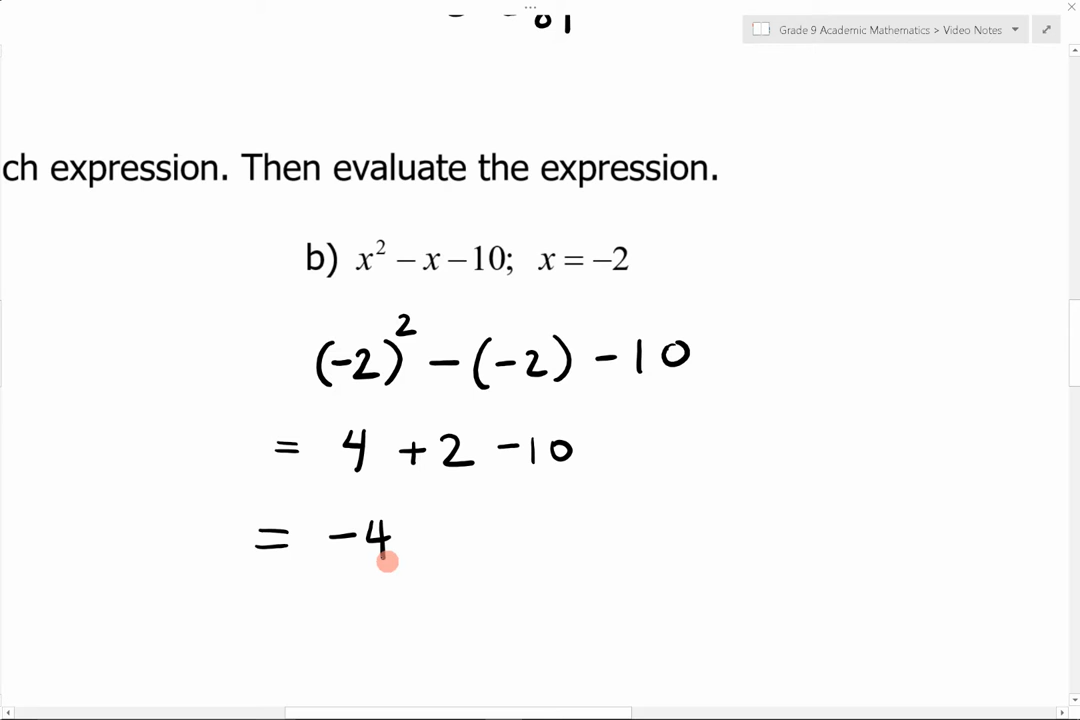 Grade 9 Academic Mathematics > Video Notes
ch expression. Then evaluate the expression.
b) x² – x – 10; x = –2
(-2)² - (-2) - 10
= 4 + 2 - 10
= -4